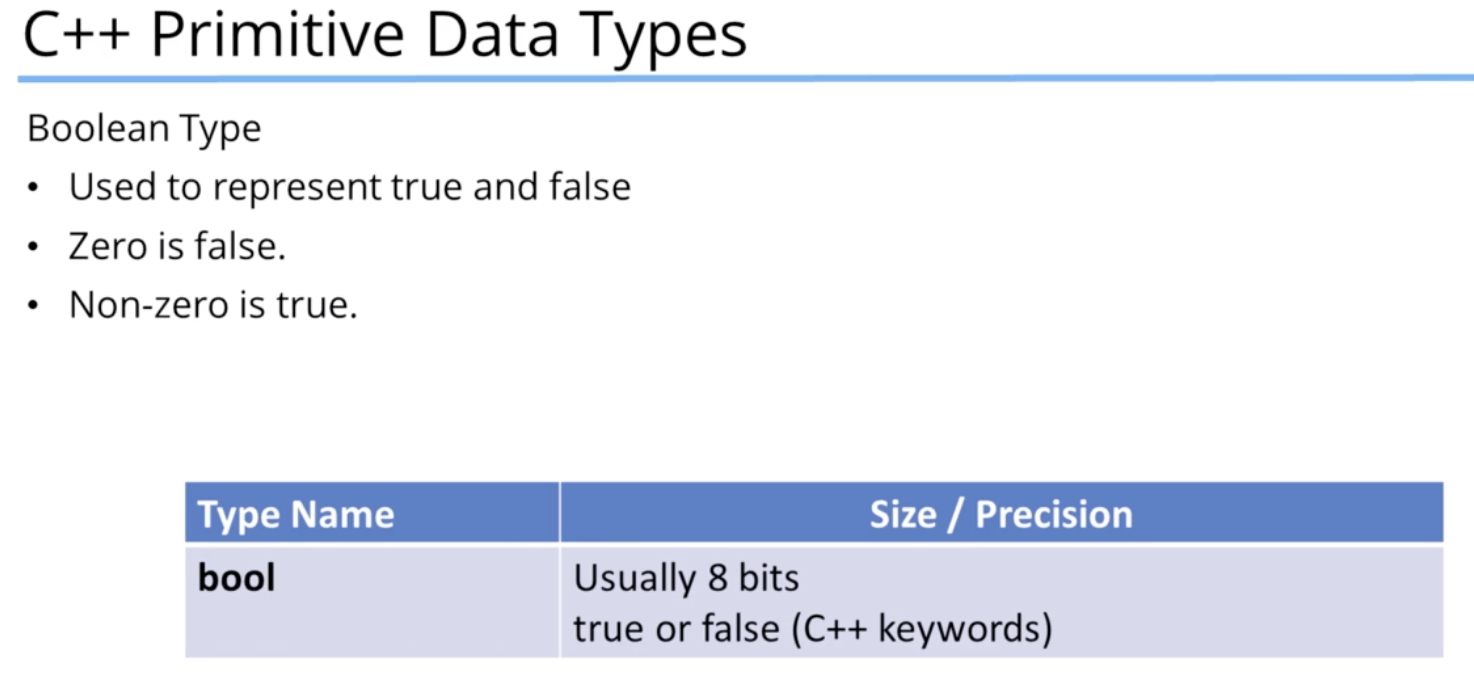 C++ Primitive Data Types
Boolean Type
• Used to represent true and false
• Zero is false.
• Non-zero is true.
Type Name Size / Precision
bool Usually 8 bits
true or false (C++ keywords)